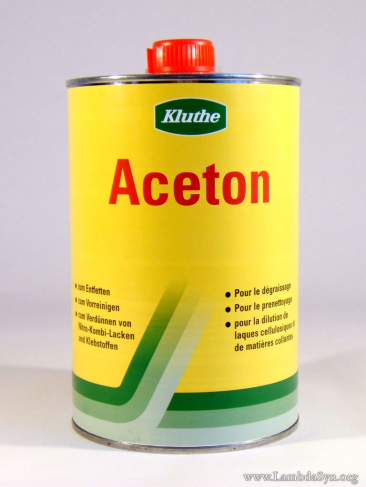 Kluthe
Aceton
• zum Entfetten
• zum Vorreinigen
• zum Verdünnen von
Nitro-Kombi-Lacken
und Klebstoffen
• Pour le dégraissage
• Pour le prenettoyage
• pour la dilution de
laques cellulosiques et
de matières collantes
www.LambdaSyn.org